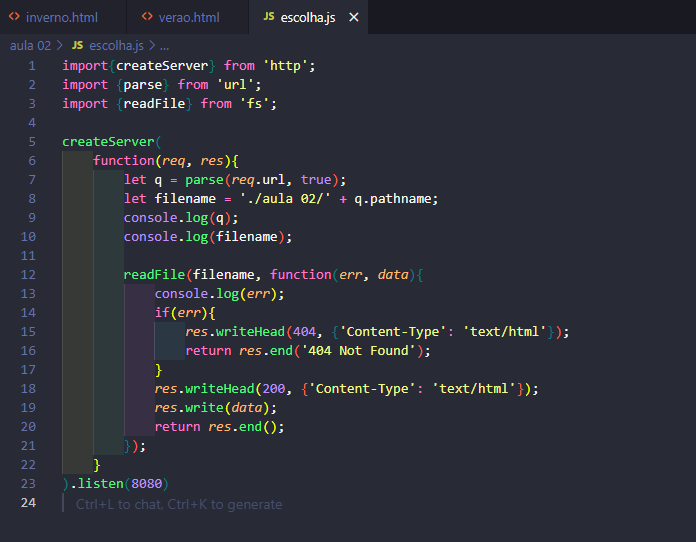 inverno.html verao.html JS escolha.js ×
aula 02 > JS escolha.js > ...
1 import{createServer} from 'http';
2 import {parse} from 'url';
3 import {readFile} from 'fs';
4
5 createServer(
6 function(req, res){
7 let q = parse(req.url, true);
8 let filename = './aula 02/' + q.pathname;
9 console.log(q);
10 console.log(filename);
11
12 readFile(filename, function(err, data){
13 console.log(err);
14 if(err){
15 res.writeHead(404, {'Content-Type': 'text/html'});
16 return res.end('404 Not Found');
17 }
18 res.writeHead(200, {'Content-Type': 'text/html'});
19 res.write(data);
20 return res.end();
21 });
22 }
23 ).listen(8080)
24 Ctrl+L to chat, Ctrl+K to generate